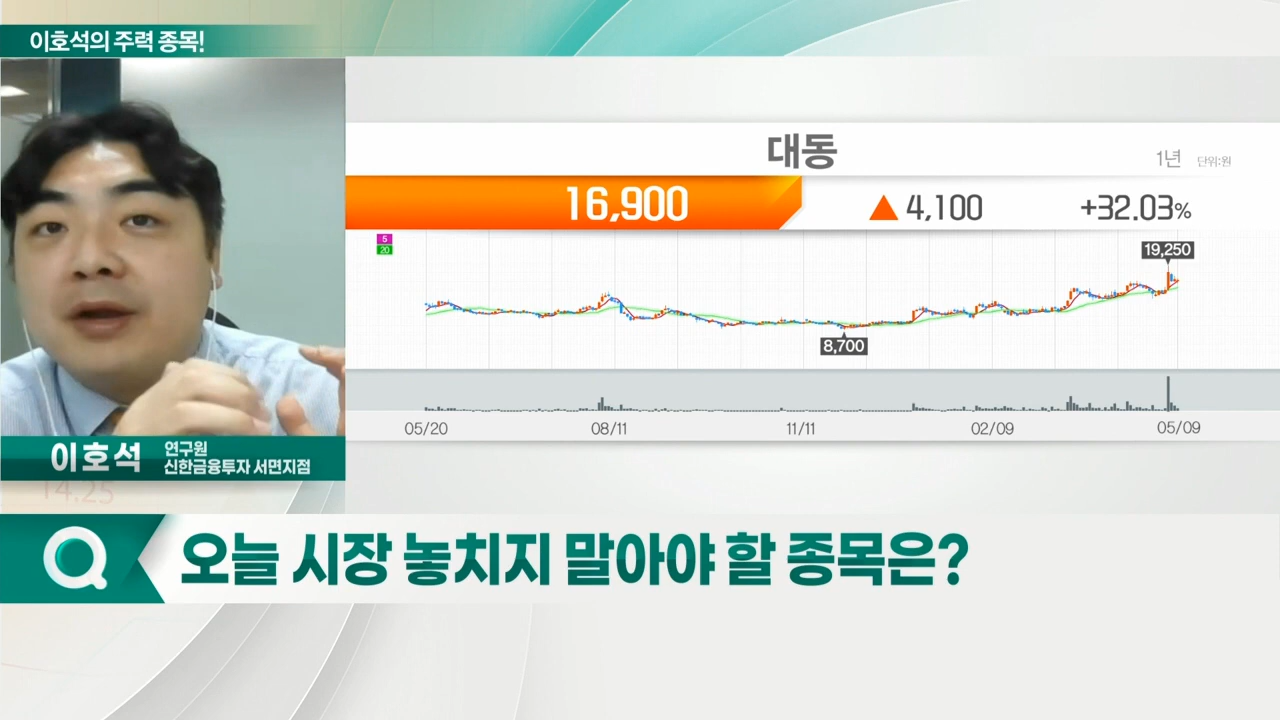 이호석의 주력 종목!
대동
1년 단위:원
16,900
▲ 4,100
+32.03%
5
20
19,250
8,700
05/20 08/11 11/11 02/09 05/09
이호석
연구원
신한금융투자 서면지점
14.25
Q 오늘 시장 놓치지 말아야 할 종목은?